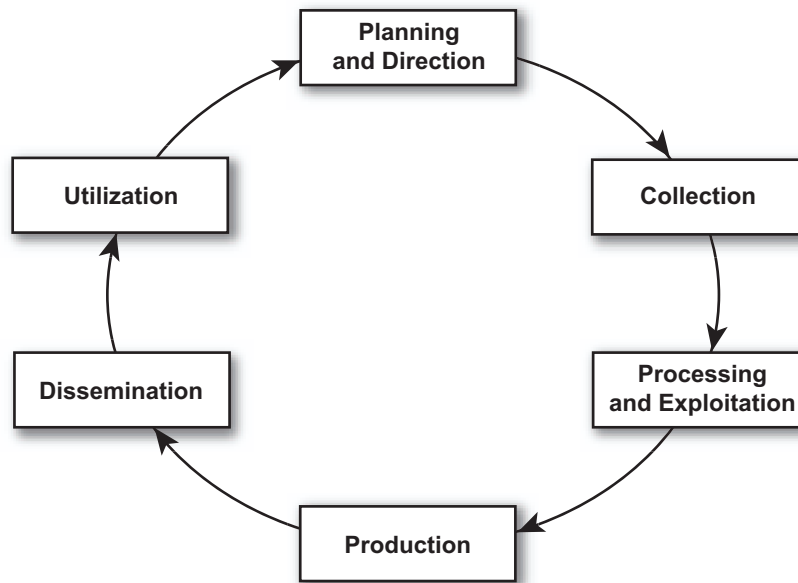 Planning
and Direction
Collection
Processing
and Exploitation
Production
Dissemination
Utilization